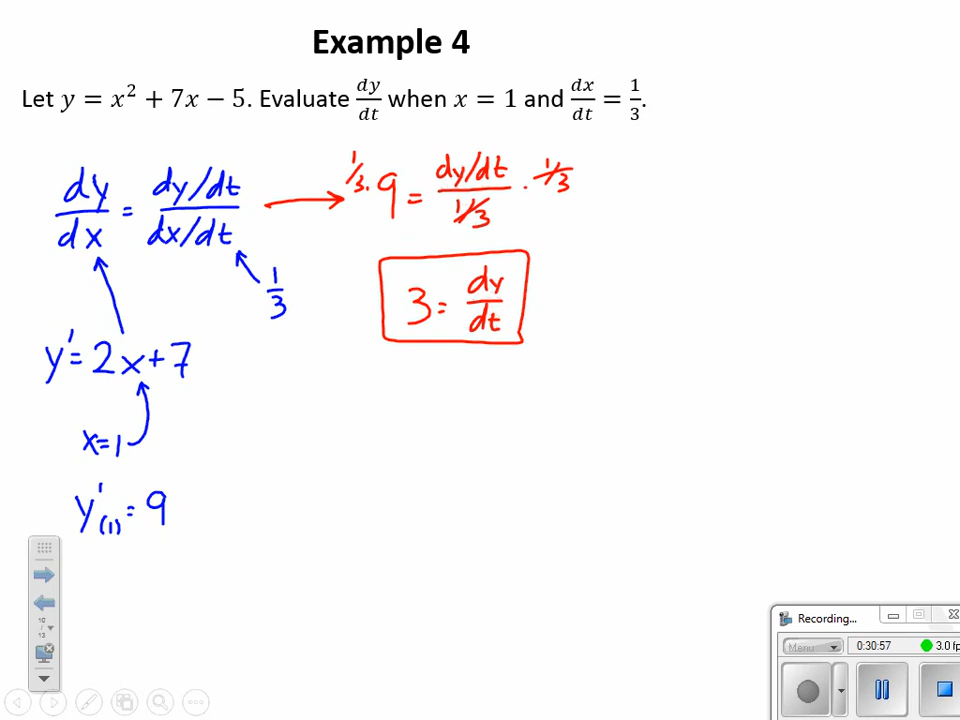 Example 4
Let y = x² + 7x − 5. Evaluate dy/dt when x = 1 and dx/dt = 1/3.
dy/dx = (dy/dt)/(dx/dt)
1/3 · 9 = (dy/dt)/(1/3) · 1/3
1/3
3 = dy/dt
y' = 2x + 7
x = 1
y'(1) = 9
10 / 13
Recording...
Menu
0:30:57
3.0 fp